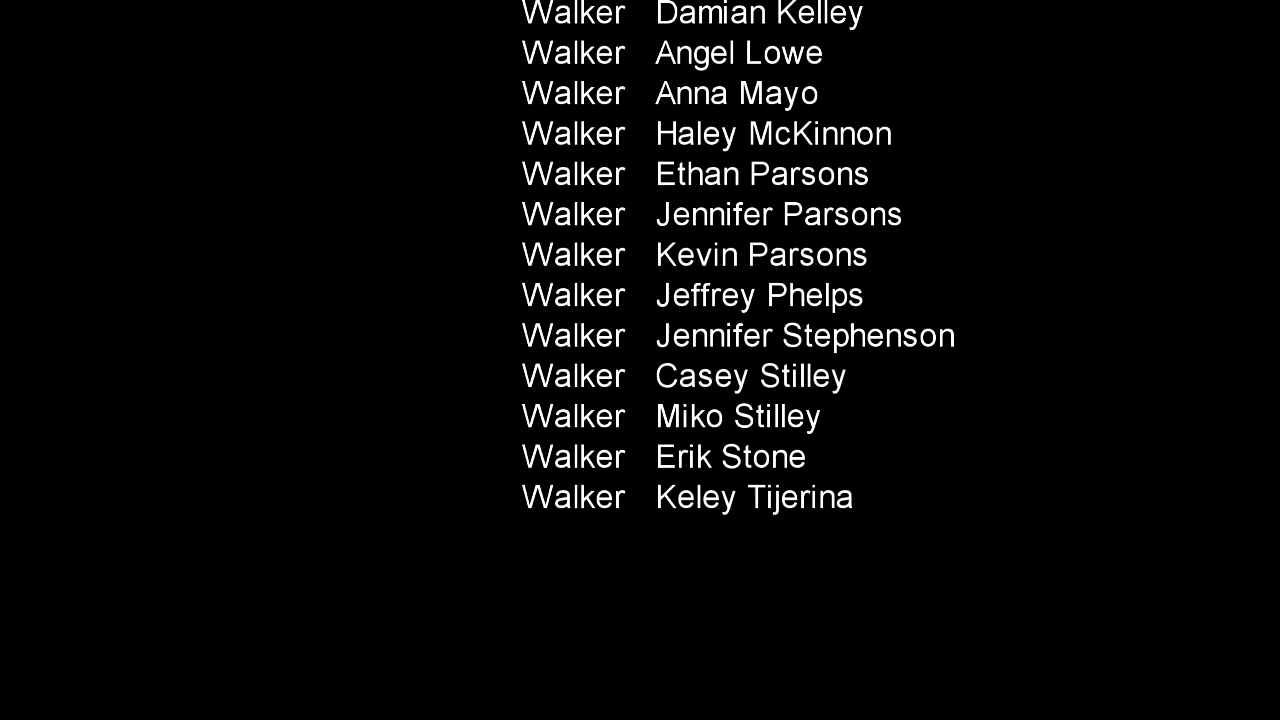 Walker Damian Kelley
Walker Angel Lowe
Walker Anna Mayo
Walker Haley McKinnon
Walker Ethan Parsons
Walker Jennifer Parsons
Walker Kevin Parsons
Walker Jeffrey Phelps
Walker Jennifer Stephenson
Walker Casey Stilley
Walker Miko Stilley
Walker Erik Stone
Walker Keley Tijerina